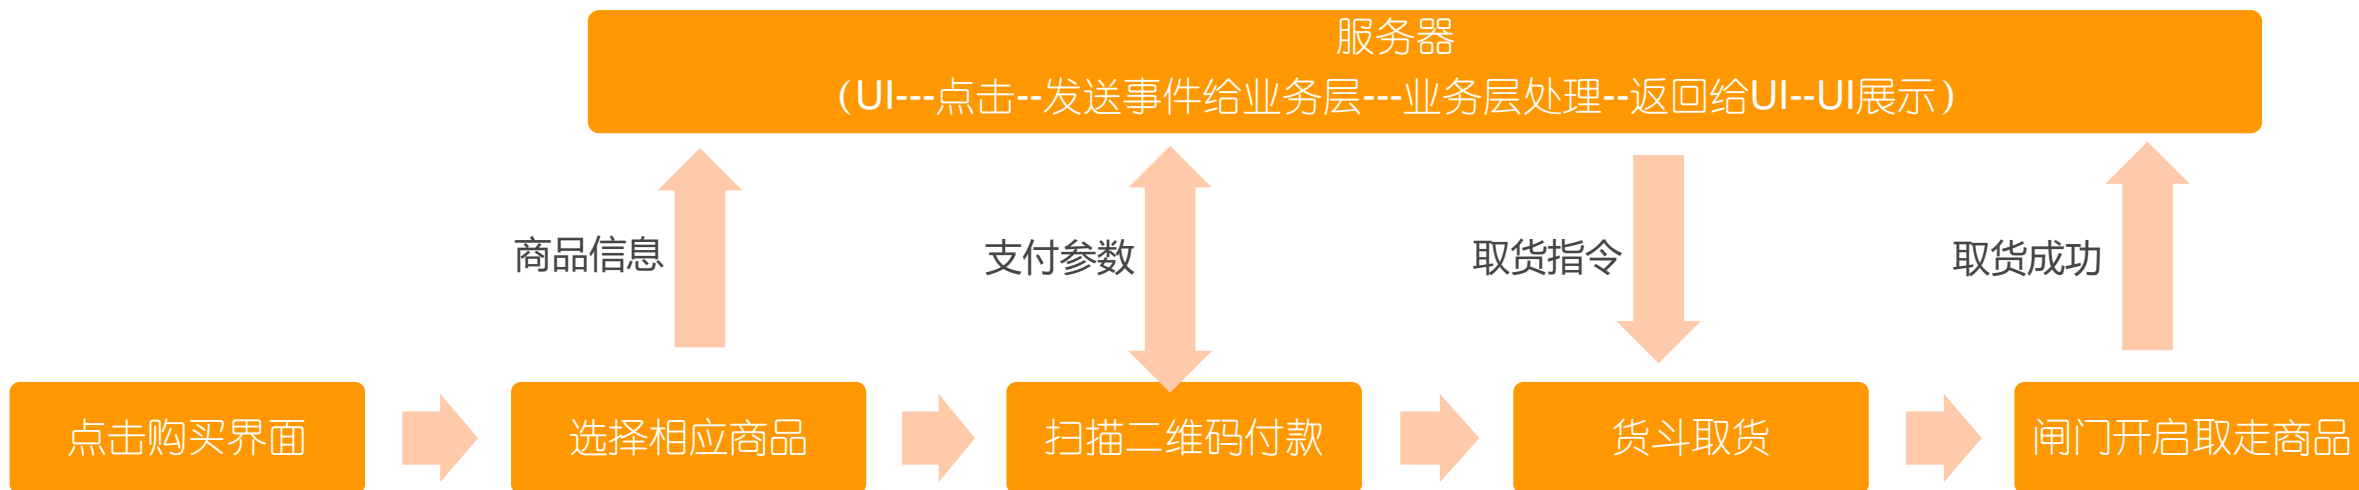 服务器
（UI---点击--发送事件给业务层---业务层处理--返回给UI--UI展示）
商品信息
支付参数
取货指令
取货成功
点击购买界面
选择相应商品
扫描二维码付款
货斗取货
闸门开启取走商品